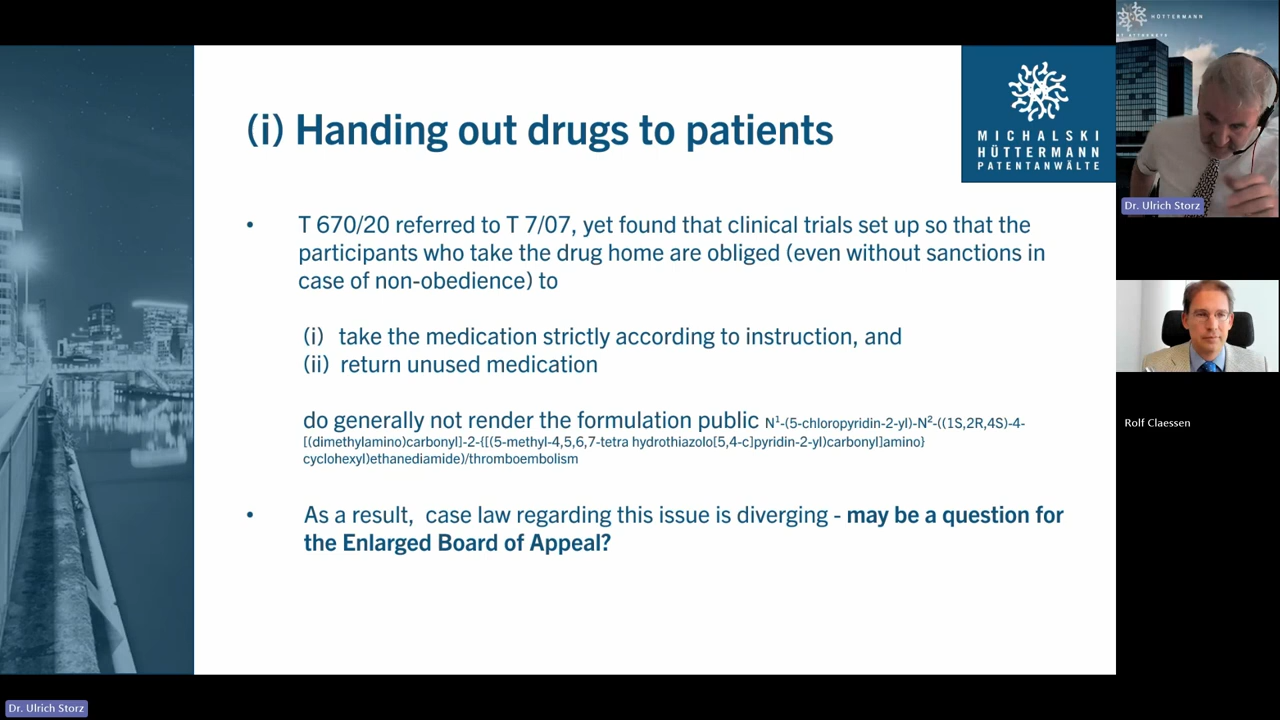 (i) Handing out drugs to patients
MICHALSKI
HÜTTERMANN
PATENTANWÄLTE
• T 670/20 referred to T 7/07, yet found that clinical trials set up so that the
participants who take the drug home are obliged (even without sanctions in
case of non-obedience) to
(i) take the medication strictly according to instruction, and
(ii) return unused medication
do generally not render the formulation public N¹-(5-chloropyridin-2-yl)-N²-((1S,2R,4S)-4-
[(dimethylamino)carbonyl]-2-{[(5-methyl-4,5,6,7-tetra hydrothiazolo[5,4-c]pyridin-2-yl)carbonyl]amino}
cyclohexyl)ethanediamide)/thromboembolism
• As a result, case law regarding this issue is diverging - may be a question for
the Enlarged Board of Appeal?
HÜTTERMANN
Dr. Ulrich Storz
Rolf Claessen
Dr. Ulrich Storz